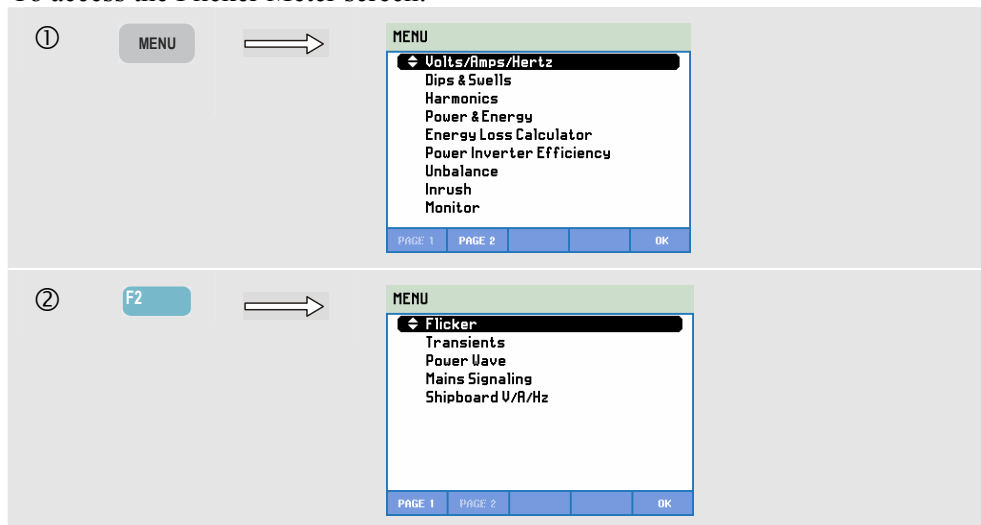 To access the Flicker Meter screen:
① MENU
MENU
Volts/Amps/Hertz
Dips & Swells
Harmonics
Power & Energy
Energy Loss Calculator
Power Inverter Efficiency
Unbalance
Inrush
Monitor
PAGE 1 PAGE 2 OK
② F2
MENU
Flicker
Transients
Power Wave
Mains Signaling
Shipboard V/A/Hz
PAGE 1 PAGE 2 OK